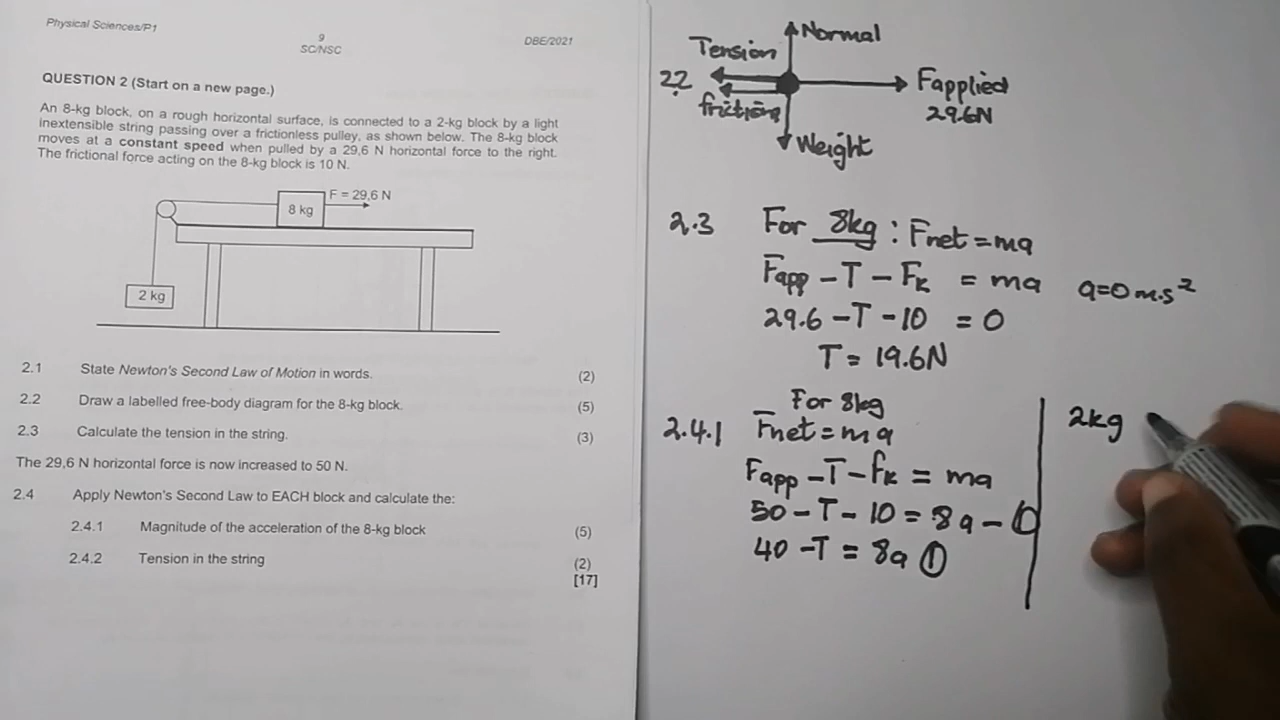 Physical Sciences/P1
9
SC/NSC
DBE/2021
QUESTION 2 (Start on a new page.)
An 8-kg block, on a rough horizontal surface, is connected to a 2-kg block by a light
inextensible string passing over a frictionless pulley, as shown below. The 8-kg block
moves at a constant speed when pulled by a 29,6 N horizontal force to the right.
The frictional force acting on the 8-kg block is 10 N.
F = 29,6 N
8 kg
2 kg
2.1 State Newton's Second Law of Motion in words. (2)
2.2 Draw a labelled free-body diagram for the 8-kg block. (5)
2.3 Calculate the tension in the string. (3)
The 29,6 N horizontal force is now increased to 50 N.
2.4 Apply Newton's Second Law to EACH block and calculate the:
2.4.1 Magnitude of the acceleration of the 8-kg block (5)
2.4.2 Tension in the string (2)
[17]
Normal
Tension
2.2
Fapplied
friction
29.6N
Weight
2.3 For 8kg : Fnet = ma
Fapp - T - Fk = ma a=0 m.s²
29.6 - T - 10 = 0
T = 19.6N
For 8kg
2.4.1 Fnet = ma
Fapp - T - fk = ma
50 - T - 10 = 8a - ①
40 - T = 8a ①
2kg